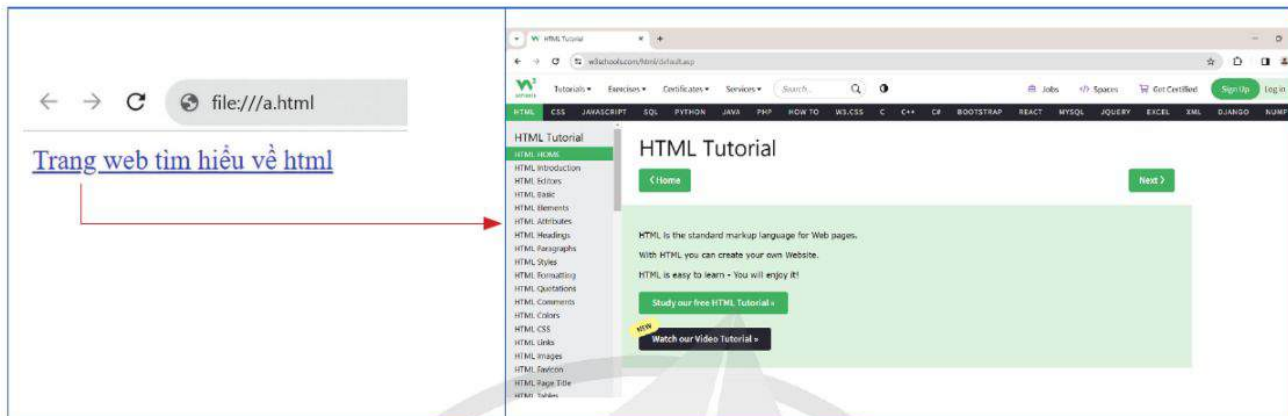 file:///a.html
Trang web tìm hiểu về html
HTML Tutorial
w3schools.com/html/default.asp
Tutorials Exercises Certificates Services Search... Jobs Spaces Get Certified Sign Up Log in
HTML CSS JAVASCRIPT SQL PYTHON JAVA PHP HOW TO W3.CSS C C++ C# BOOTSTRAP REACT MYSQL JQUERY EXCEL XML DJANGO
HTML Tutorial
HTML HOME
HTML Introduction
HTML Editors
HTML Basic
HTML Elements
HTML Attributes
HTML Headings
HTML Paragraphs
HTML Styles
HTML Formatting
HTML Quotations
HTML Comments
HTML Colors
HTML CSS
HTML Links
HTML Images
HTML Favicon
HTML Page Title
HTML Tables
HTML Tutorial
❮ Home
Next ❯
HTML is the standard markup language for Web pages.
With HTML you can create your own Website.
HTML is easy to learn - You will enjoy it!
Study our free HTML Tutorial »
NEW
Watch our Video Tutorial »